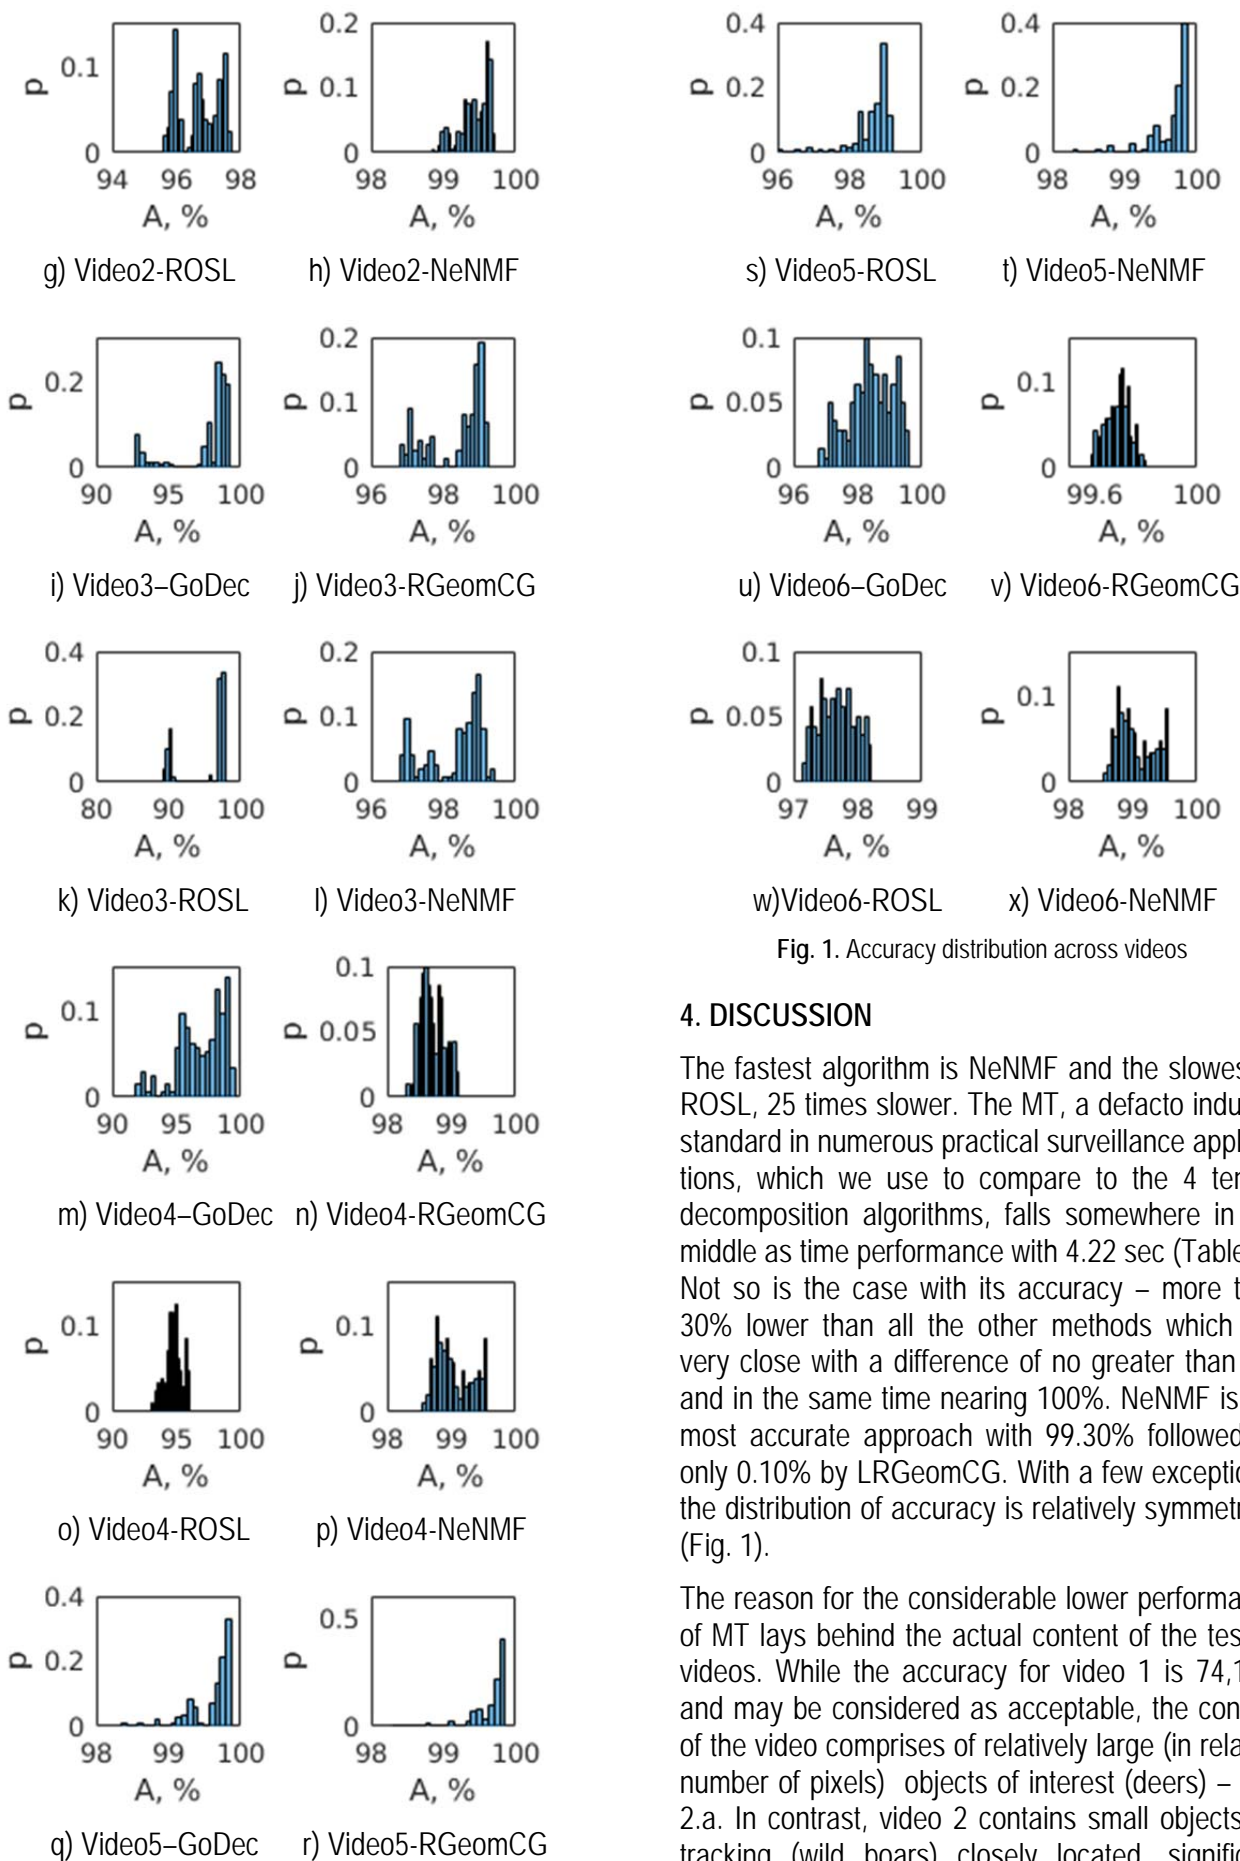 0.1
p
0
94 96 98
A, %
g) Video2-ROSL
0.2
p 0.1
0
98 99 100
A, %
h) Video2-NeNMF
0.2
p
0
90 95 100
A, %
i) Video3–GoDec
0.2
p 0.1
0
96 98 100
A, %
j) Video3-RGeomCG
0.4
p 0.2
0
80 90 100
A, %
k) Video3-ROSL
0.2
p 0.1
0
96 98 100
A, %
l) Video3-NeNMF
0.1
p
0
90 95 100
A, %
m) Video4–GoDec
0.1
p 0.05
0
98 99 100
A, %
n) Video4-RGeomCG
0.1
p
0
90 95 100
A, %
o) Video4-ROSL
0.1
p
0
98 99 100
A, %
p) Video4-NeNMF
0.4
p 0.2
0
98 99 100
A, %
q) Video5–GoDec
0.5
p
0
98 99 100
A, %
r) Video5-RGeomCG
0.4
p 0.2
0
96 98 100
A, %
s) Video5-ROSL
0.4
p 0.2
0
98 99 100
A, %
t) Video5-NeNMF
0.1
p 0.05
0
96 98 100
A, %
u) Video6–GoDec
0.1
p
0
99.6 100
A, %
v) Video6-RGeomCG
0.1
p 0.05
0
97 98 99
A, %
w)Video6-ROSL
0.1
p
0
98 99 100
A, %
x) Video6-NeNMF
Fig. 1. Accuracy distribution across videos
4. DISCUSSION
The fastest algorithm is NeNMF and the slowes
ROSL, 25 times slower. The MT, a defacto indu
standard in numerous practical surveillance appl
tions, which we use to compare to the 4 ten
decomposition algorithms, falls somewhere in
middle as time performance with 4.22 sec (Table
Not so is the case with its accuracy – more t
30% lower than all the other methods which
very close with a difference of no greater than
and in the same time nearing 100%. NeNMF is
most accurate approach with 99.30% followed
only 0.10% by LRGeomCG. With a few exceptio
the distribution of accuracy is relatively symmetr
(Fig. 1).
The reason for the considerable lower performa
of MT lays behind the actual content of the tes
videos. While the accuracy for video 1 is 74,1
and may be considered as acceptable, the con
of the video comprises of relatively large (in rela
number of pixels) objects of interest (deers) –
2.a. In contrast, video 2 contains small objects
tracking (wild boars) closely located, signific